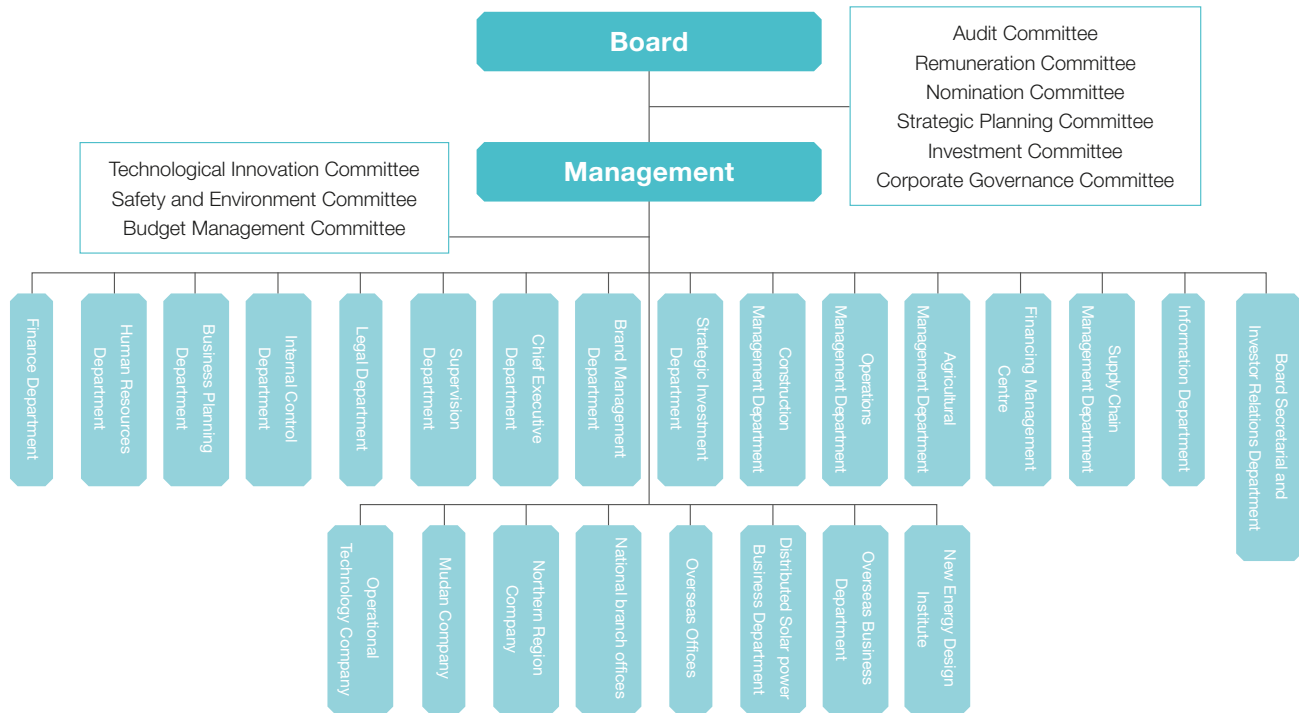 Board
Audit Committee
Remuneration Committee
Nomination Committee
Strategic Planning Committee
Investment Committee
Corporate Governance Committee
Management
Technological Innovation Committee
Safety and Environment Committee
Budget Management Committee
Finance Department
Human Resources
Department
Business Planning
Department
Internal Control
Department
Legal Department
Supervision
Department
Chief Executive
Department
Brand Management
Department
Strategic Investment
Department
Construction
Management Department
Operations
Management Department
Agricultural
Management Department
Financing Management
Centre
Supply Chain
Management Department
Information Department
Board Secretarial and
Investor Relations Department
Operational
Technology Company
Mudan Company
Northern Region
Company
National branch offices
Overseas Offices
Distributed Solar power
Business Department
Overseas Business
Department
New Energy Design
Institute